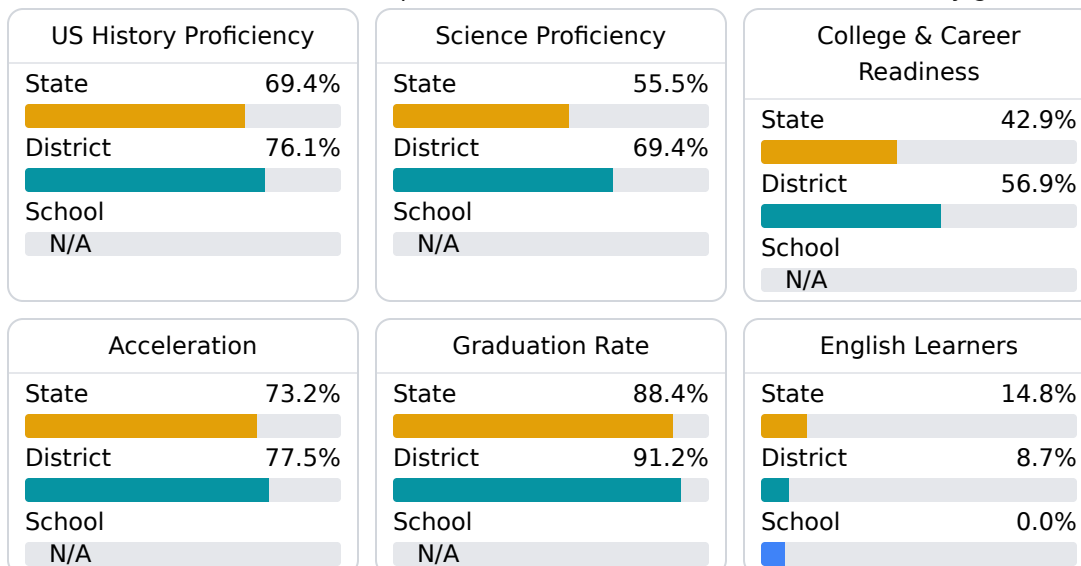 US History Proficiency
State 69.4%
District 76.1%
School
N/A
Science Proficiency
State 55.5%
District 69.4%
School
N/A
College & Career
Readiness
State 42.9%
District 56.9%
School
N/A
Acceleration
State 73.2%
District 77.5%
School
N/A
Graduation Rate
State 88.4%
District 91.2%
School
N/A
English Learners
State 14.8%
District 8.7%
School 0.0%